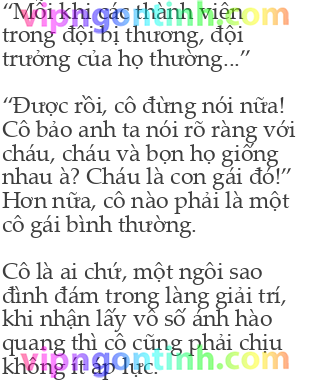 vipngontinh.com
“Mỗi khi các thành viên
trong đội bị thương, đội
trưởng của họ thường...”
“Được rồi, cô đừng nói nữa!
Cô bảo anh ta nói rõ ràng với
cháu, cháu và bọn họ giống
nhau à? Cháu là con gái đó!”
Hơn nữa, cô nào phải là một
cô gái bình thường.
Cô là ai chứ, một ngôi sao
đình đám trong làng giải trí,
khi nhận lấy vô số ánh hào
quang thì cô cũng phải chịu
không ít áp lực.
vipngontinh.com